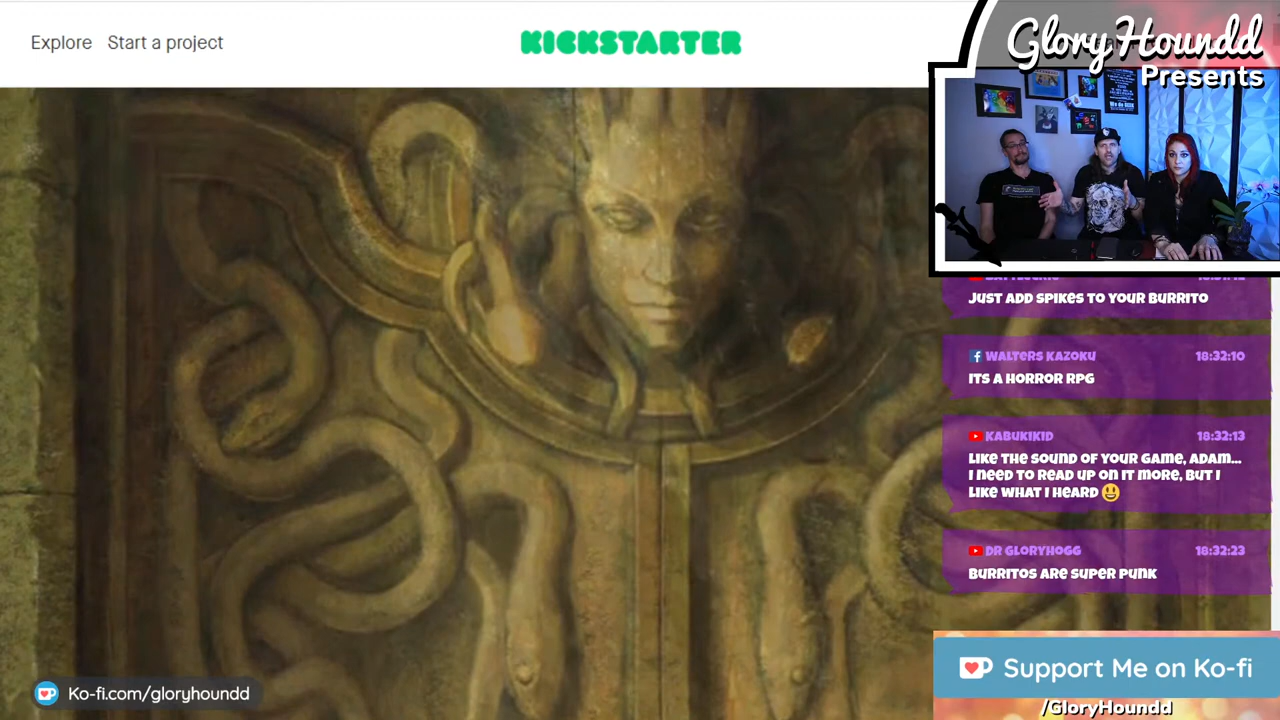 Explore Start a project
KICKSTARTER
GloryHoundd
Presents
JUST ADD SPIKES TO YOUR BURRITO
WALTERS KAZOKU 18:32:10
ITS A HORROR RPG
KABUKIKID 18:32:13
LIKE THE SOUND OF YOUR GAME, ADAM...
I NEED TO READ UP ON IT MORE, BUT I
LIKE WHAT I HEARD
DR GLORYHOGG 18:32:23
BURRITOS ARE SUPER PUNK
Support Me on Ko-fi
/GloryHoundd
Ko-fi.com/gloryhoundd